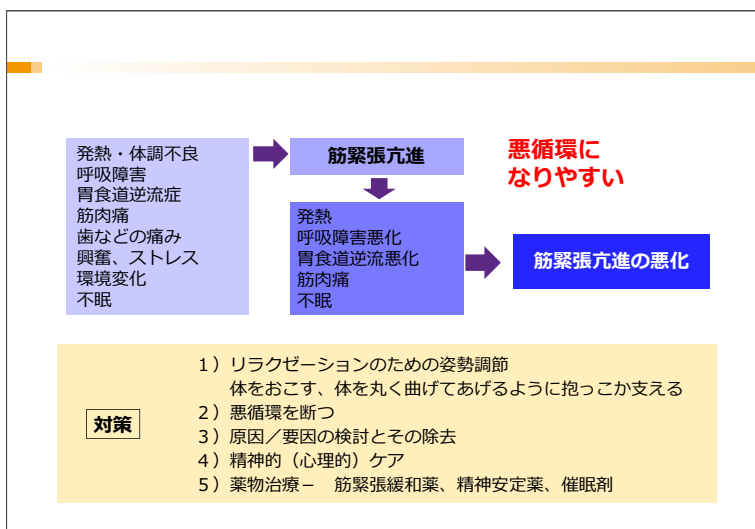 発熱・体調不良
呼吸障害
胃食道逆流症
筋肉痛
歯などの痛み
興奮、ストレス
環境変化
不眠
筋緊張亢進
発熱
呼吸障害悪化
胃食道逆流悪化
筋肉痛
不眠
悪循環に
なりやすい
筋緊張亢進の悪化
対策
1）リラクゼーションのための姿勢調節
体をおこす、体を丸く曲げてあげるように抱っこか支える
2）悪循環を断つ
3）原因／要因の検討とその除去
4）精神的（心理的）ケア
5）薬物治療－　筋緊張緩和薬、精神安定薬、催眠剤